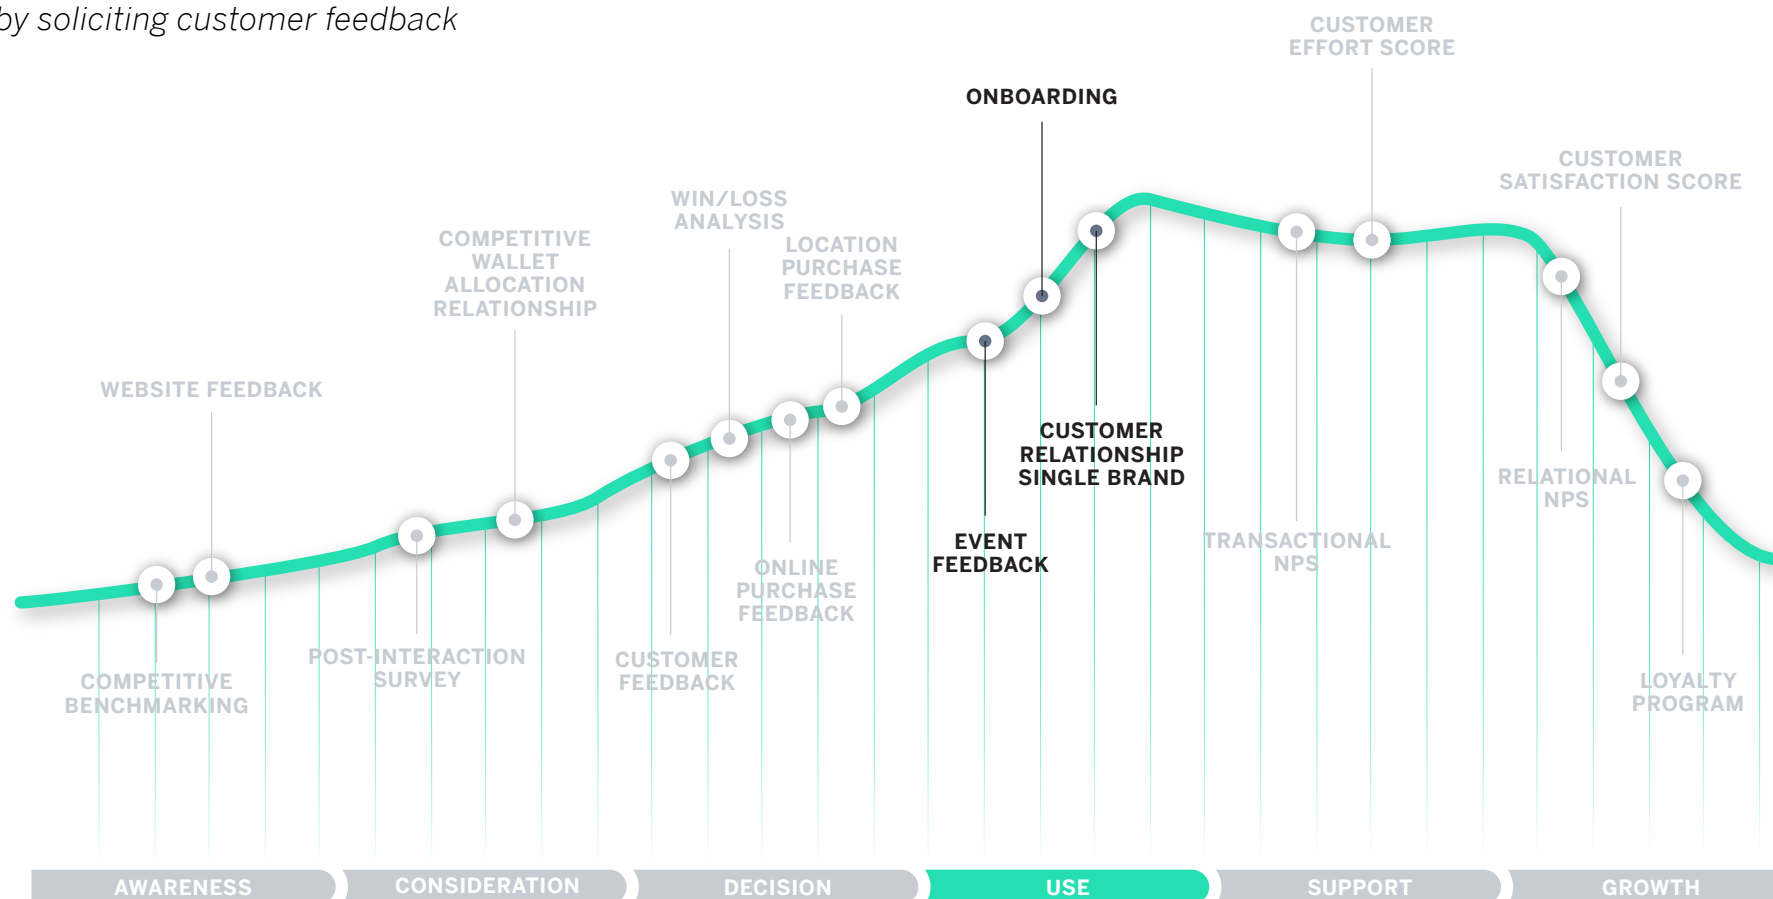 by soliciting customer feedback
CUSTOMER
EFFORT SCORE
ONBOARDING
CUSTOMER
SATISFACTION SCORE
WIN/LOSS
ANALYSIS
COMPETITIVE
WALLET
ALLOCATION
RELATIONSHIP
LOCATION
PURCHASE
FEEDBACK
WEBSITE FEEDBACK
CUSTOMER
RELATIONSHIP
SINGLE BRAND
RELATIONAL
NPS
EVENT
FEEDBACK
TRANSACTIONAL
NPS
ONLINE
PURCHASE
FEEDBACK
POST-INTERACTION
SURVEY
CUSTOMER
FEEDBACK
COMPETITIVE
BENCHMARKING
LOYALTY
PROGRAM
AWARENESS
CONSIDERATION
DECISION
USE
SUPPORT
GROWTH